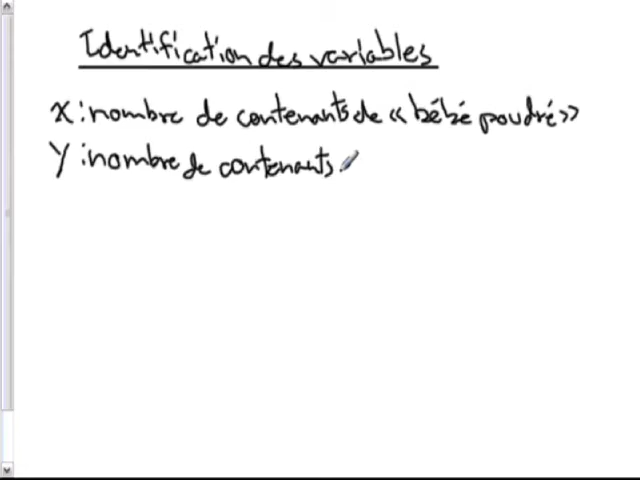 Identification des variables
X : nombre de contenants de « bébé poudré »
Y : nombre de contenants